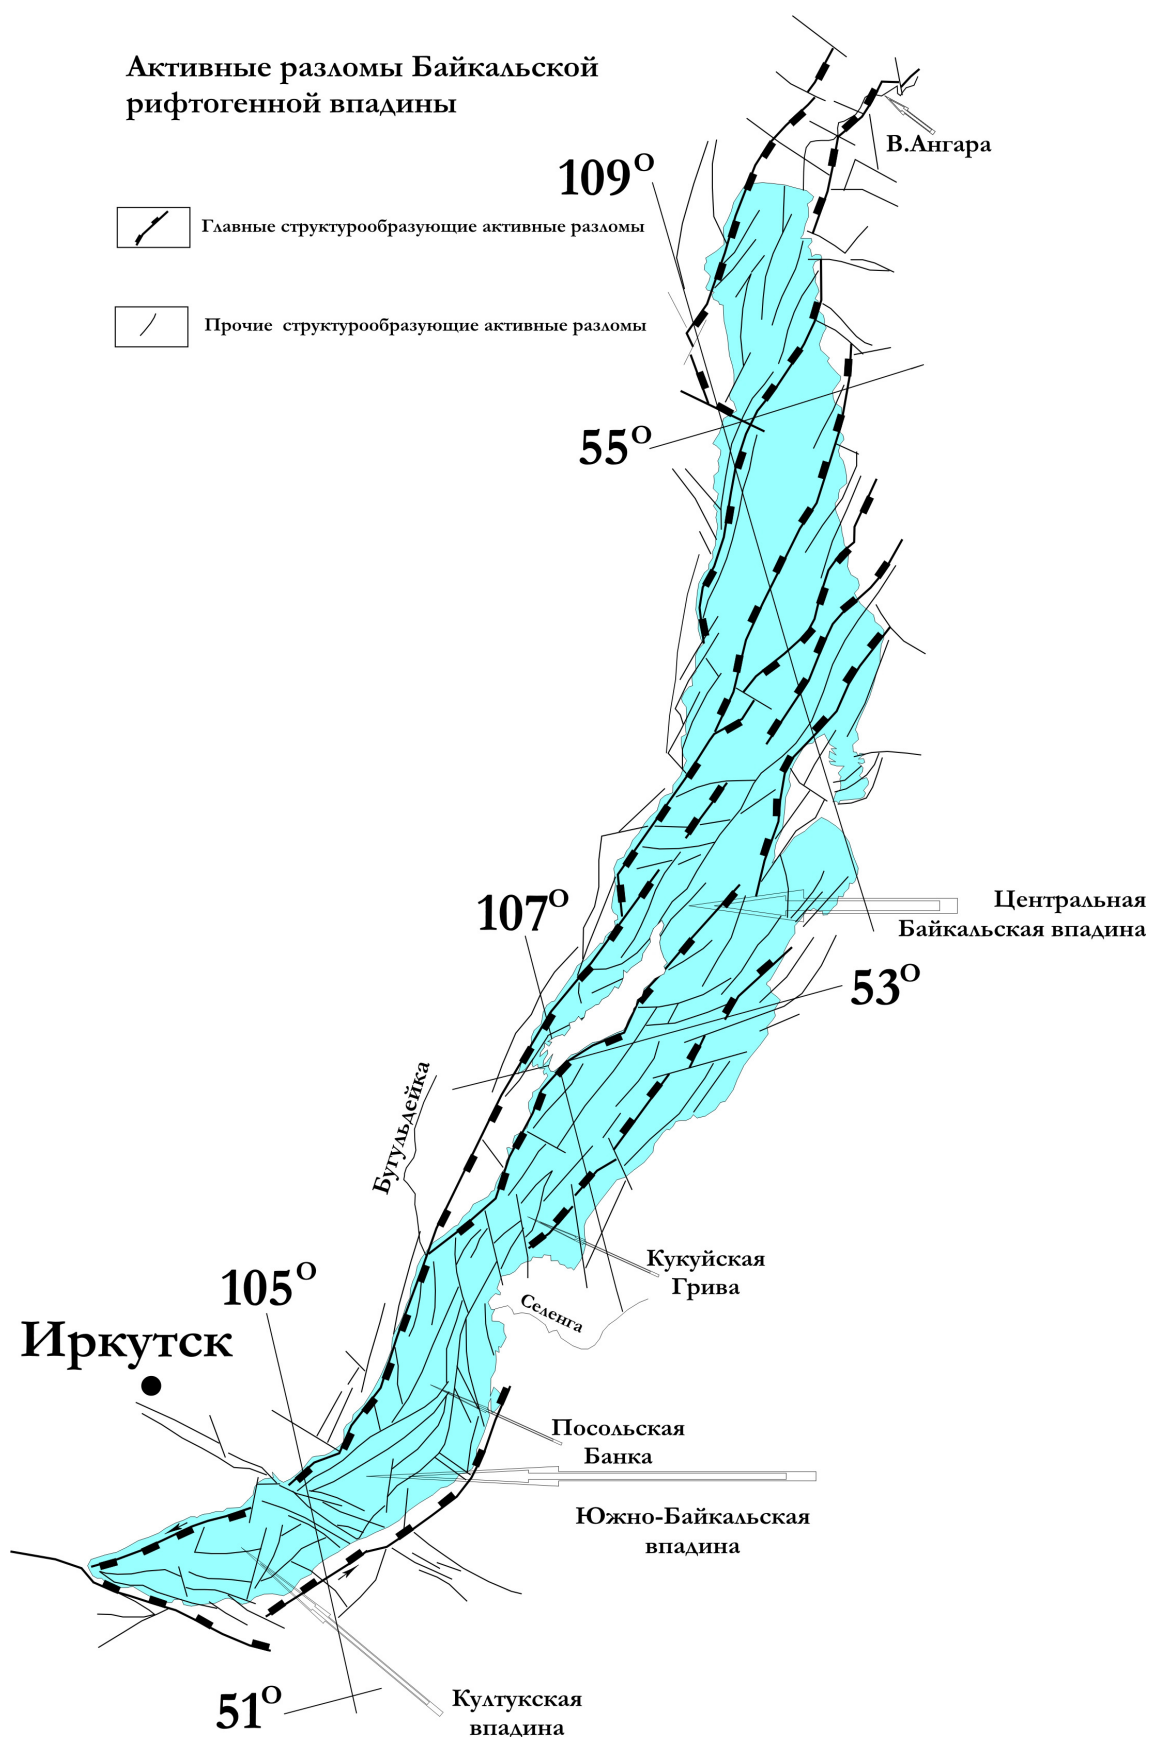 Активные разломы Байкальской
рифтогенной впадины
В.Ангара
109°
Главные структурообразующие активные разломы
Прочие структурообразующие активные разломы
55°
107°
Центральная
Байкальская впадина
53°
Бугульдейка
Кукуйская
Грива
105°
Селенга
Иркутск
Посольская
Банка
Южно-Байкальская
впадина
51°
Култукская
впадина